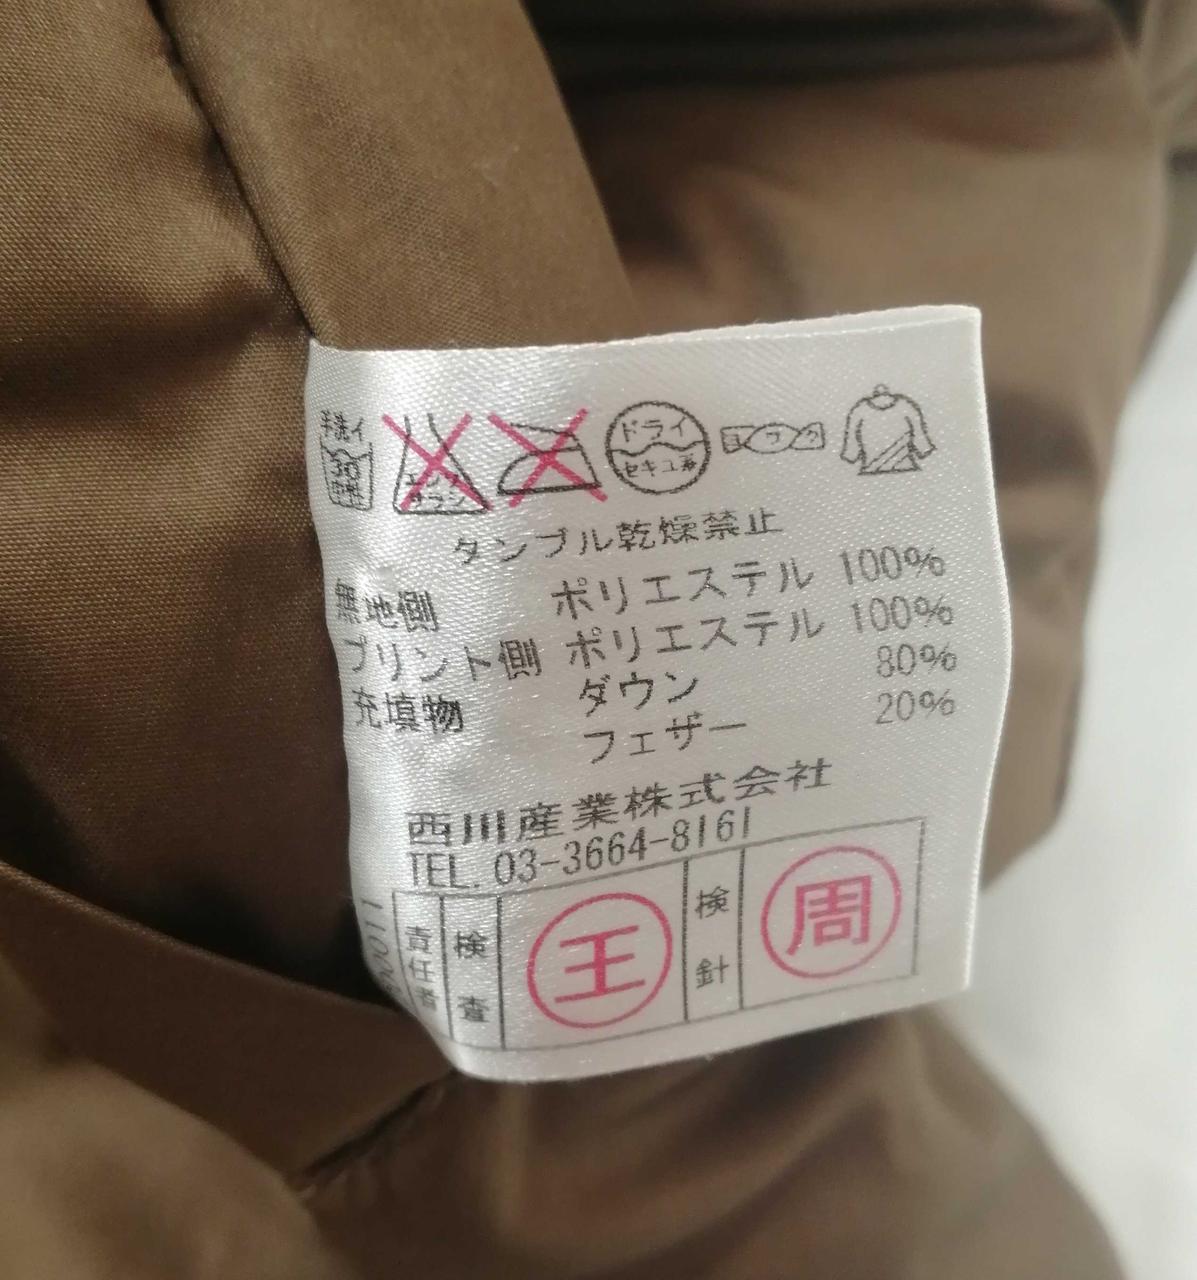 手洗イ 30 ドライ セキユ系
タンブル乾燥禁止
無地側 ポリエステル 100%
プリント側 ポリエステル 100%
充填物 ダウン 80%
フェザー 20%
西川産業株式会社
TEL. 03-3664-8161
責任者 検査 王 検針 周